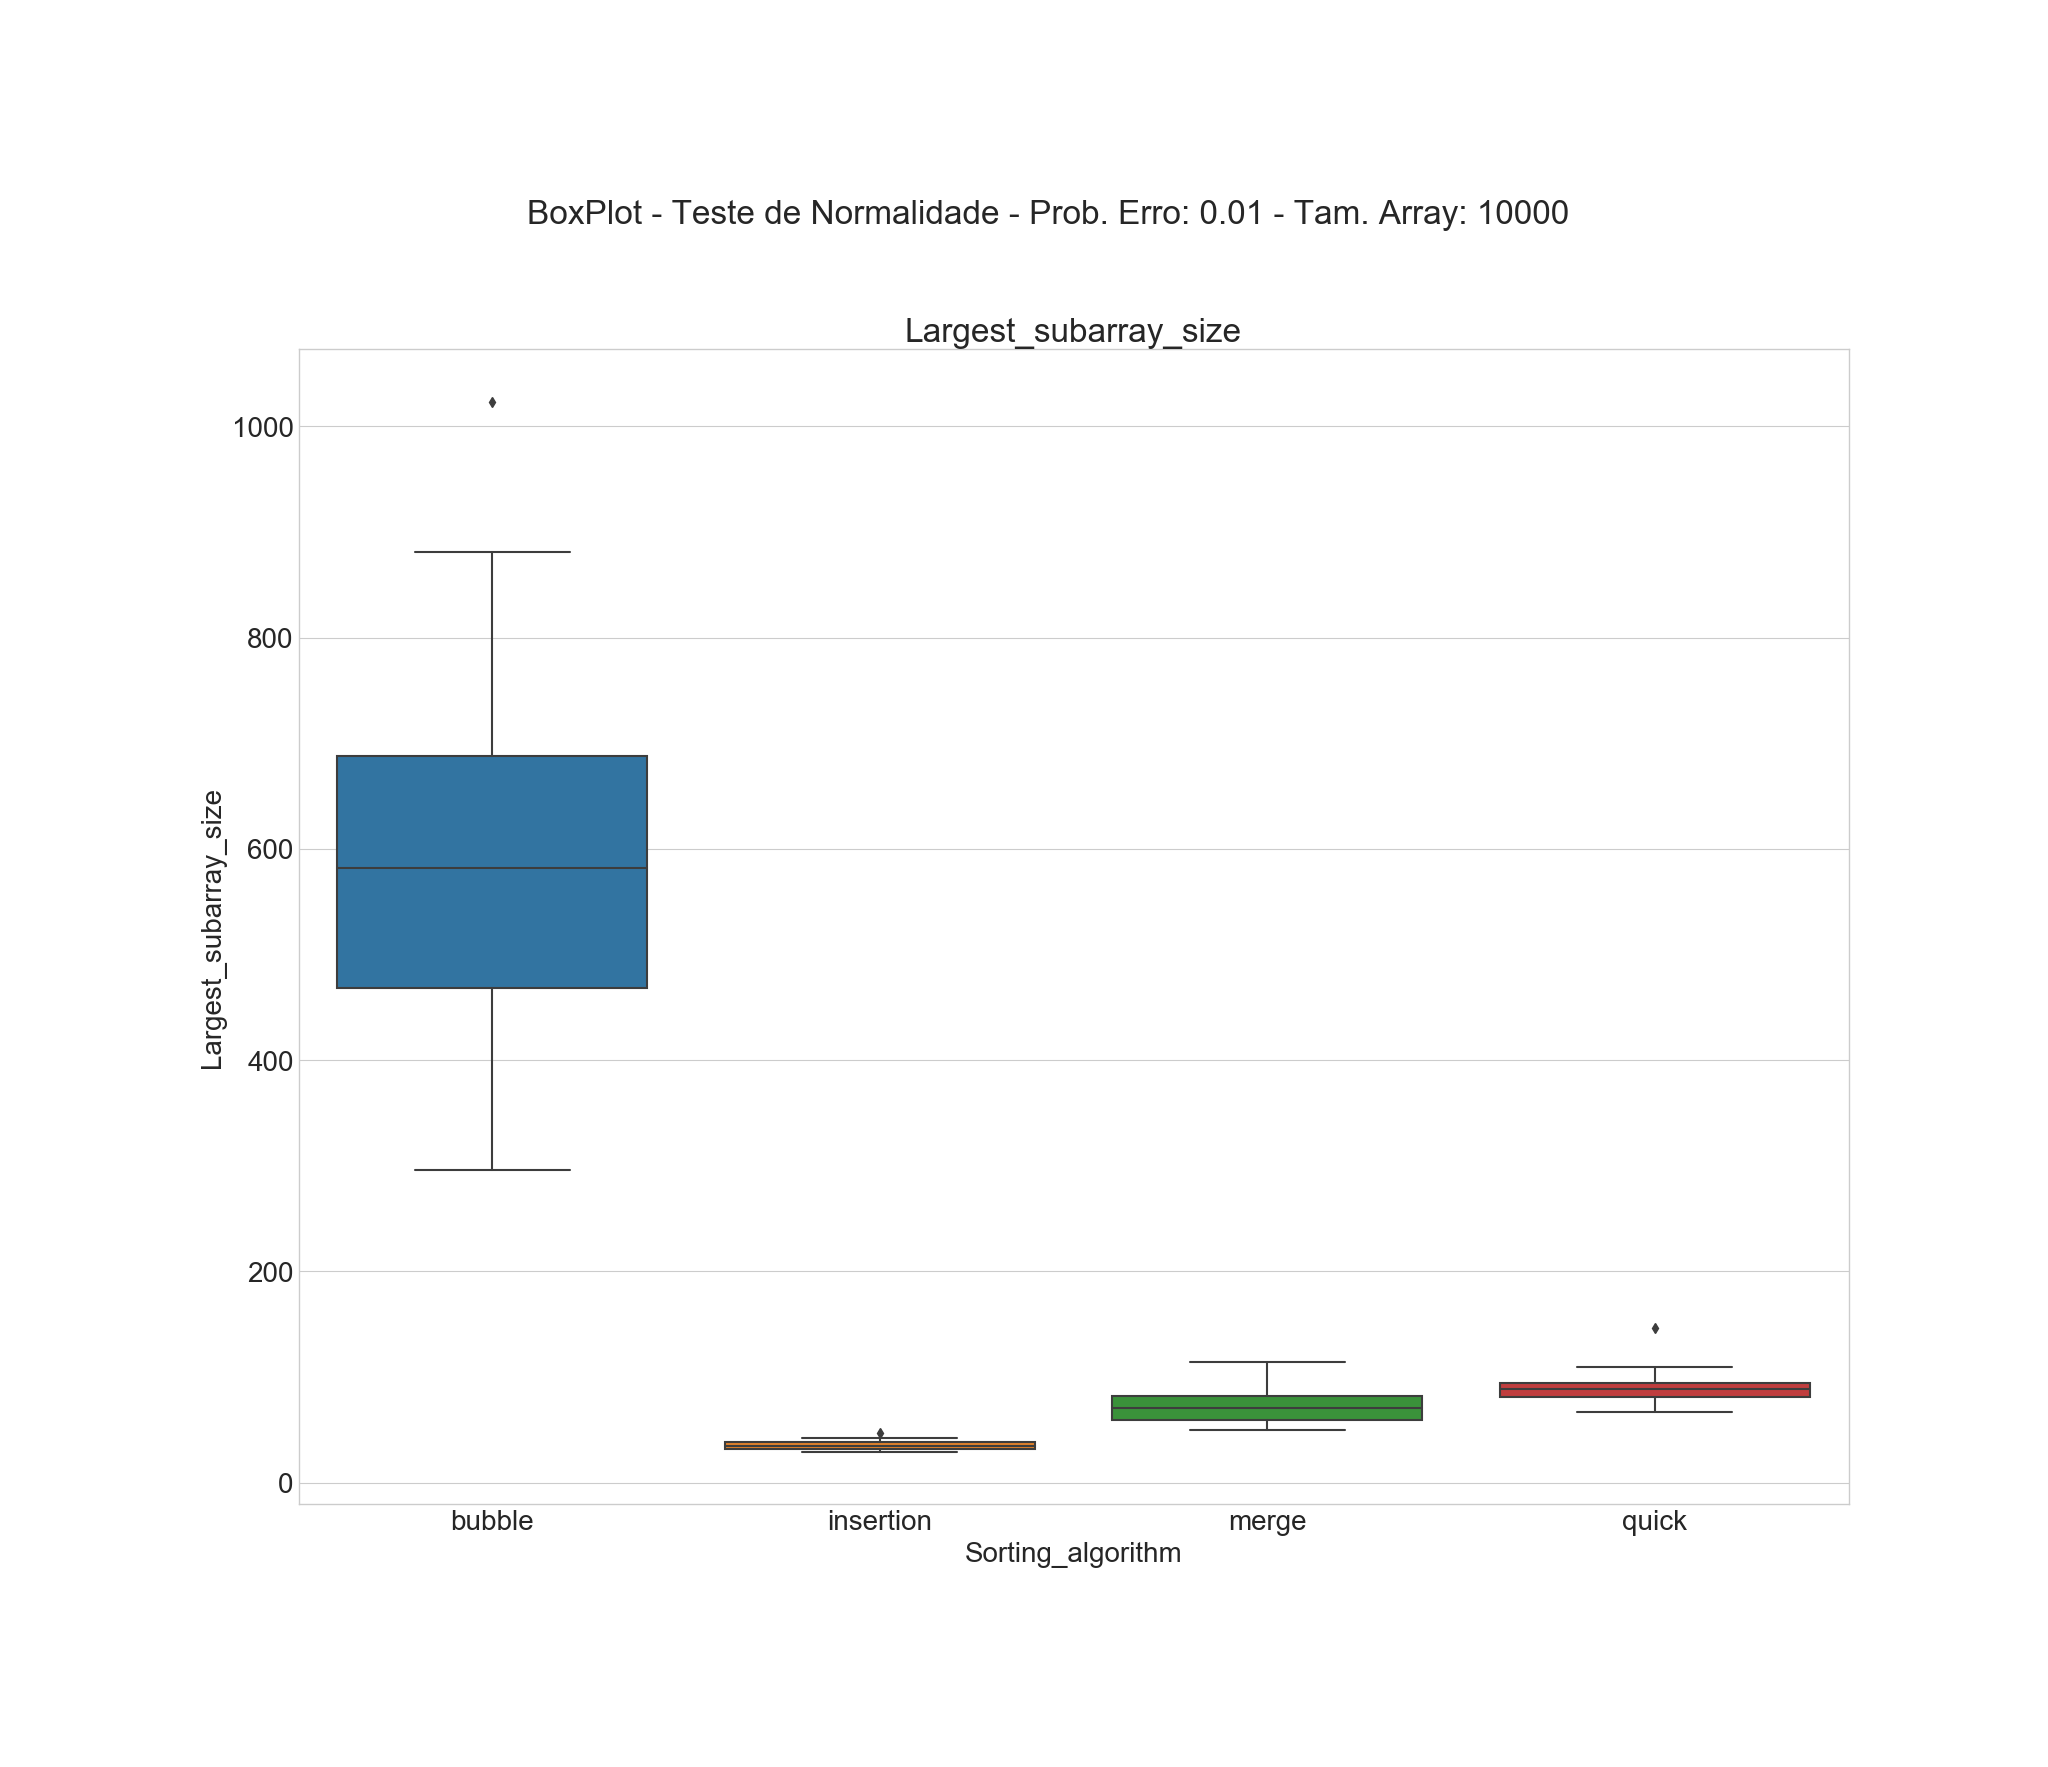 BoxPlot - Teste de Normalidade - Prob. Erro: 0.01 - Tam. Array: 10000
Largest_subarray_size
Largest_subarray_size
1000
800
600
400
200
0
bubble insertion merge quick
Sorting_algorithm